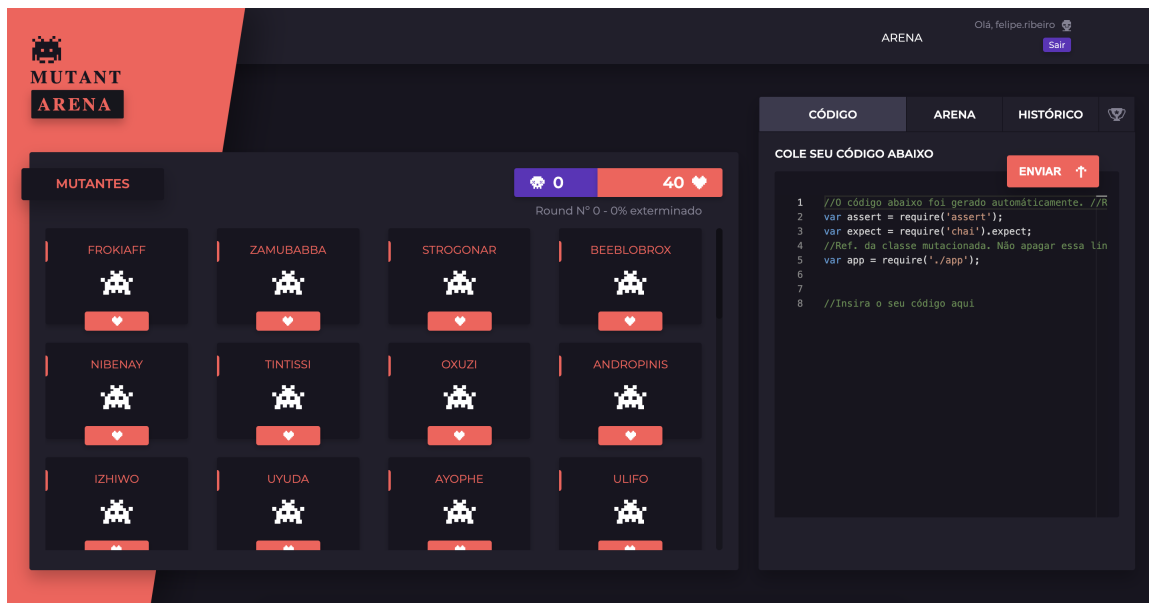 MUTANT
ARENA
ARENA
Olá, felipe.ribeiro
Sair
MUTANTES
0
40
Round Nº 0 - 0% exterminado
FROKIAFF
ZAMUBABBA
STROGONAR
BEEBLOBROX
NIBENAY
TINTISSI
OXUZI
ANDROPINIS
IZHIWO
UYUDA
AYOPHE
ULIFO
CÓDIGO
ARENA
HISTÓRICO
COLE SEU CÓDIGO ABAIXO
ENVIAR
1 //O código abaixo foi gerado automáticamente. //R
2 var assert = require('assert');
3 var expect = require('chai').expect;
4 //Ref. da classe mutacionada. Não apagar essa lin
5 var app = require('./app');
6
7
8 //Insira o seu código aqui